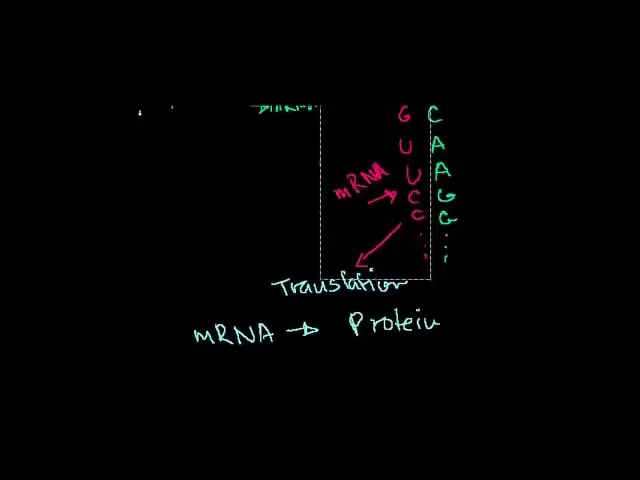 G C
U A
mRNA U A
C G
C G
Translation
mRNA → Protein